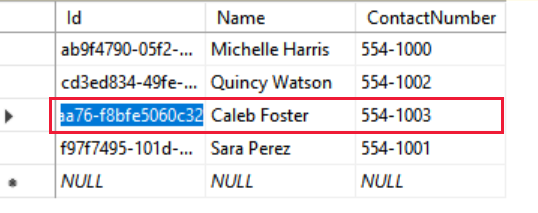 Id Name ContactNumber
ab9f4790-05f2-... Michelle Harris 554-1000
cd3ed834-49fe-... Quincy Watson 554-1002
aa76-f8bfe5060c32 Caleb Foster 554-1003
f97f7495-101d-... Sara Perez 554-1001
NULL NULL NULL